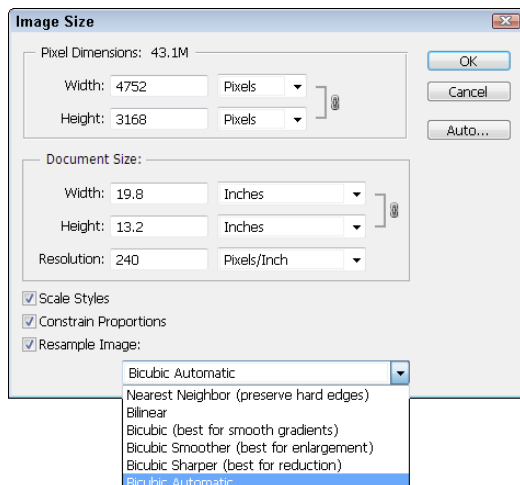 Image Size
Pixel Dimensions: 43.1M
OK
Width: 4752 Pixels
Cancel
Height: 3168 Pixels
Auto...
Document Size:
Width: 19.8 Inches
Height: 13.2 Inches
Resolution: 240 Pixels/Inch
Scale Styles
Constrain Proportions
Resample Image:
Bicubic Automatic
Nearest Neighbor (preserve hard edges)
Bilinear
Bicubic (best for smooth gradients)
Bicubic Smoother (best for enlargement)
Bicubic Sharper (best for reduction)
Bicubic Automatic